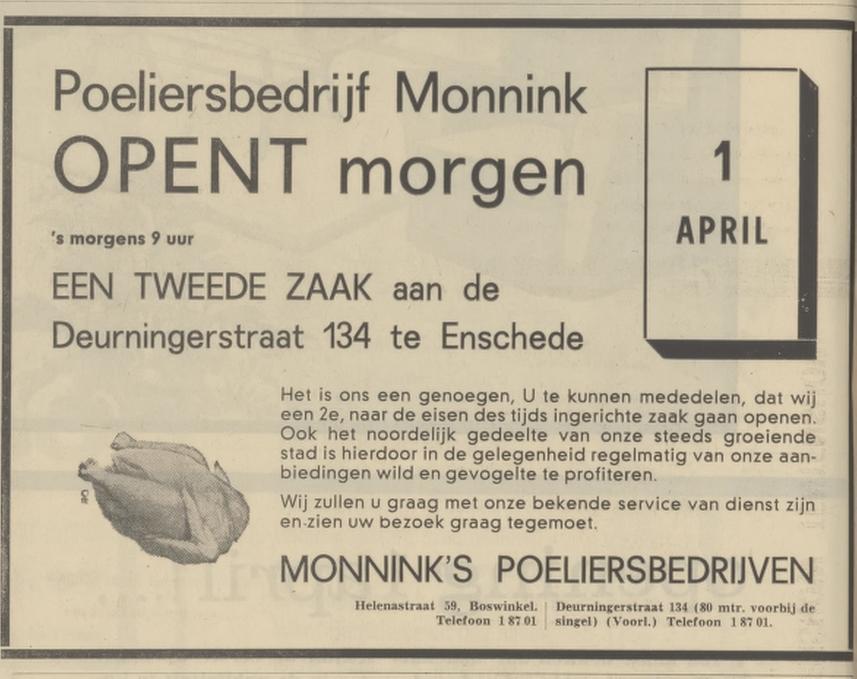 Poeliersbedrijf Monnink
OPENT morgen
1
APRIL
's morgens 9 uur
EEN TWEEDE ZAAK aan de
Deurningerstraat 134 te Enschede
Het is ons een genoegen, U te kunnen mededelen, dat wij
een 2e, naar de eisen des tijds ingerichte zaak gaan openen.
Ook het noordelijk gedeelte van onze steeds groeiende
stad is hierdoor in de gelegenheid regelmatig van onze aan-
biedingen wild en gevogelte te profiteren.
Wij zullen u graag met onze bekende service van dienst zijn
en zien uw bezoek graag tegemoet.
MONNINK'S POELIERSBEDRIJVEN
Helenastraat 59, Boswinkel.
Telefoon 1 87 01
Deurningerstraat 134 (80 mtr. voorbij de
singel) (Voorl.) Telefoon 1 87 01.